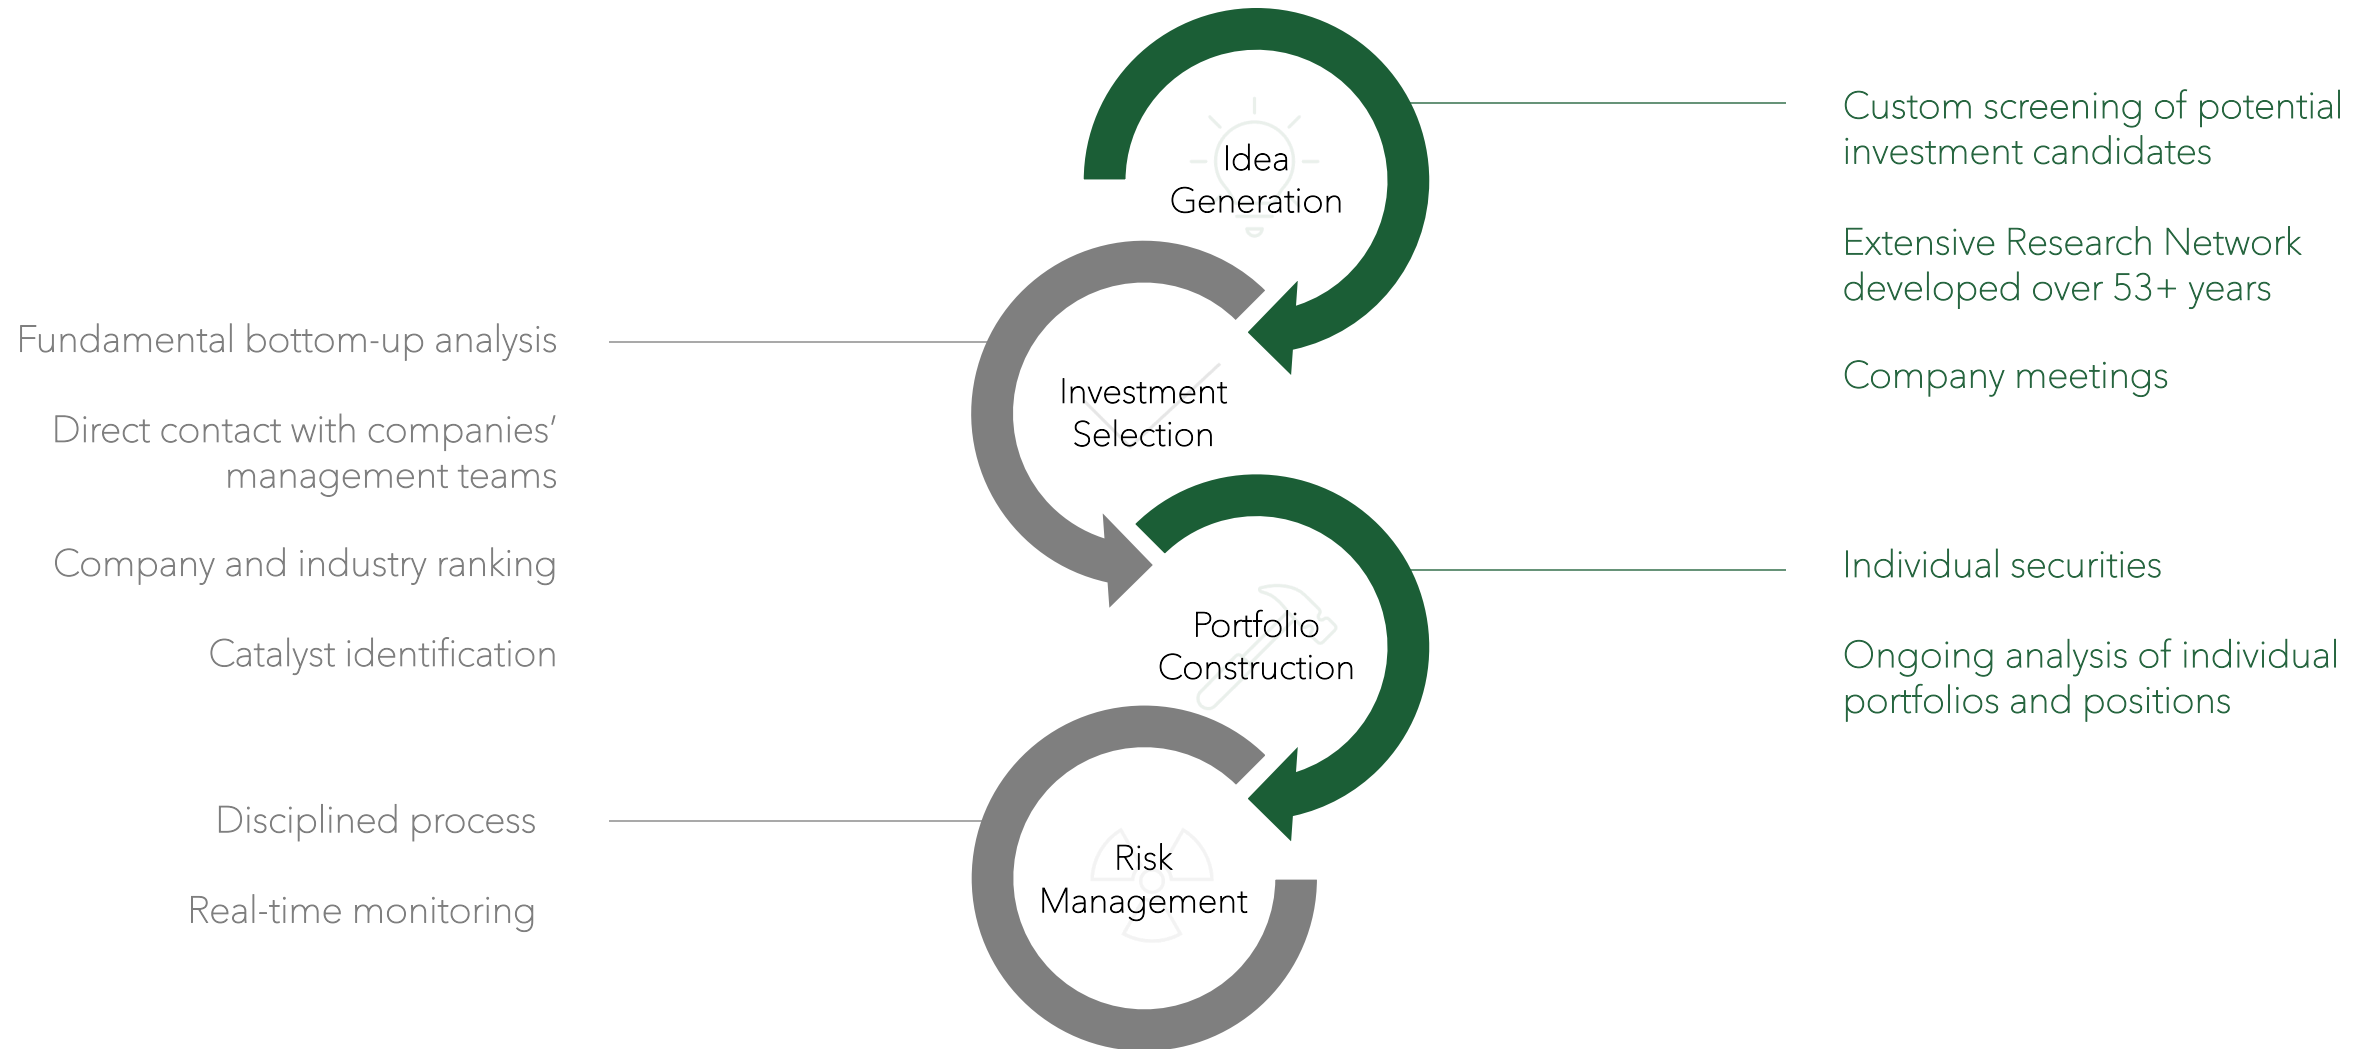 Idea
Generation
Custom screening of potential
investment candidates
Extensive Research Network
developed over 53+ years
Company meetings
Investment
Selection
Fundamental bottom-up analysis
Direct contact with companies’
management teams
Company and industry ranking
Catalyst identification
Portfolio
Construction
Individual securities
Ongoing analysis of individual
portfolios and positions
Risk
Management
Disciplined process
Real-time monitoring